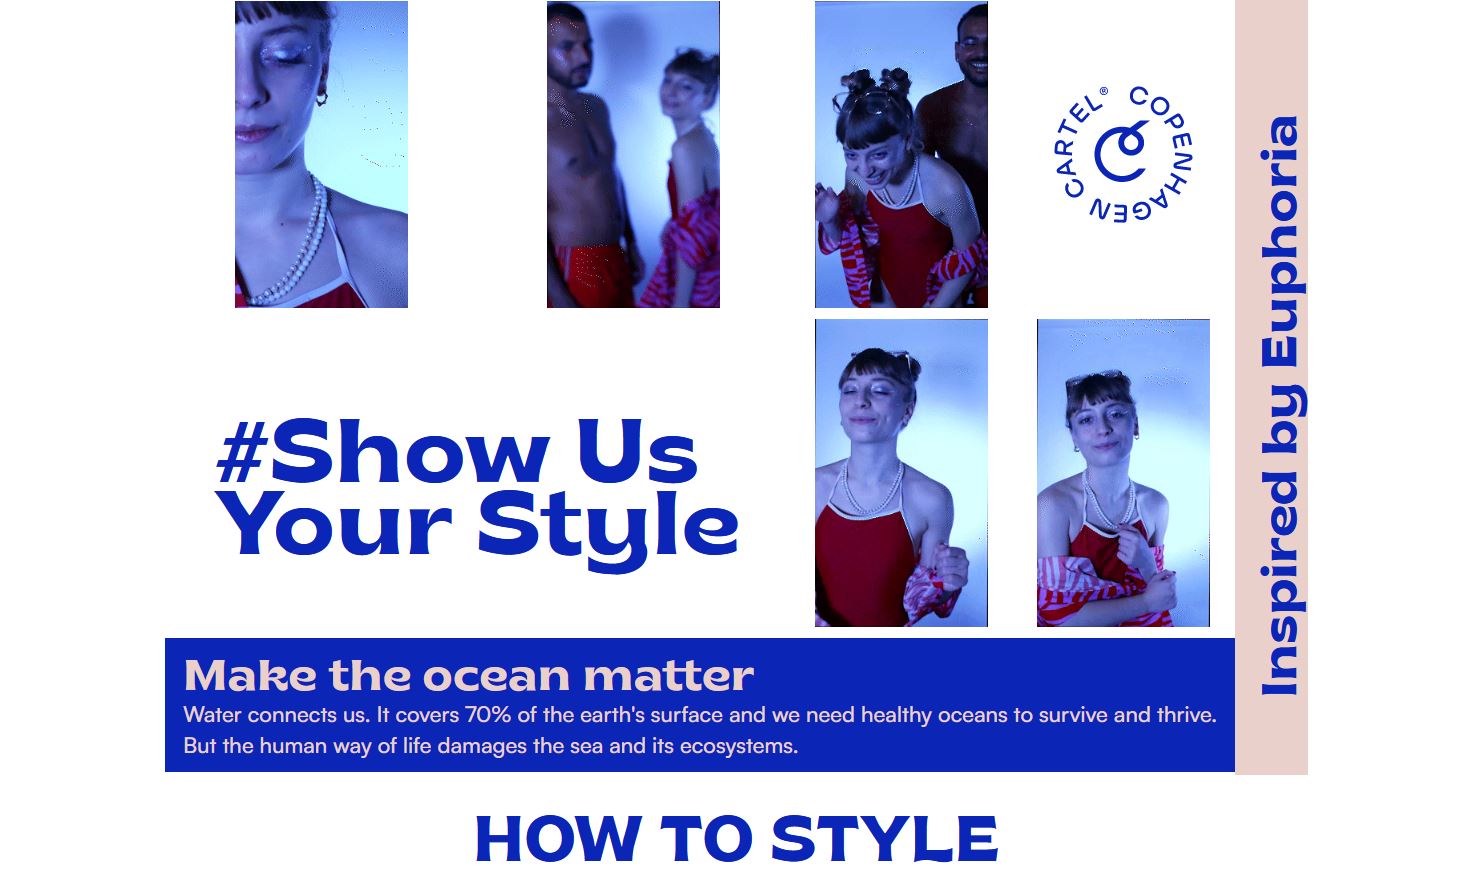 COPENHAGEN CARTEL®
Inspired by Euphoria
#Show Us
Your Style
Make the ocean matter
Water connects us. It covers 70% of the earth's surface and we need healthy oceans to survive and thrive.
But the human way of life damages the sea and its ecosystems.
HOW TO STYLE